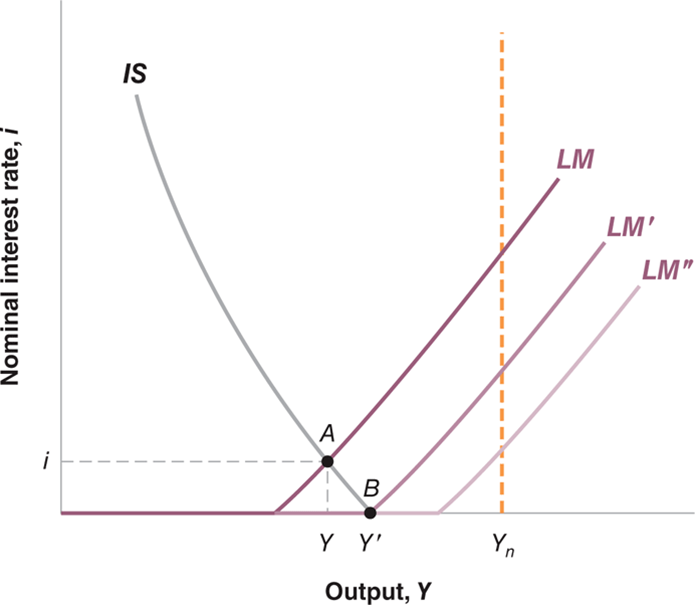 IS
LM
LM′
LM″
Nominal interest rate, i
A
i
B
Y
Y′
Yn
Output, Y